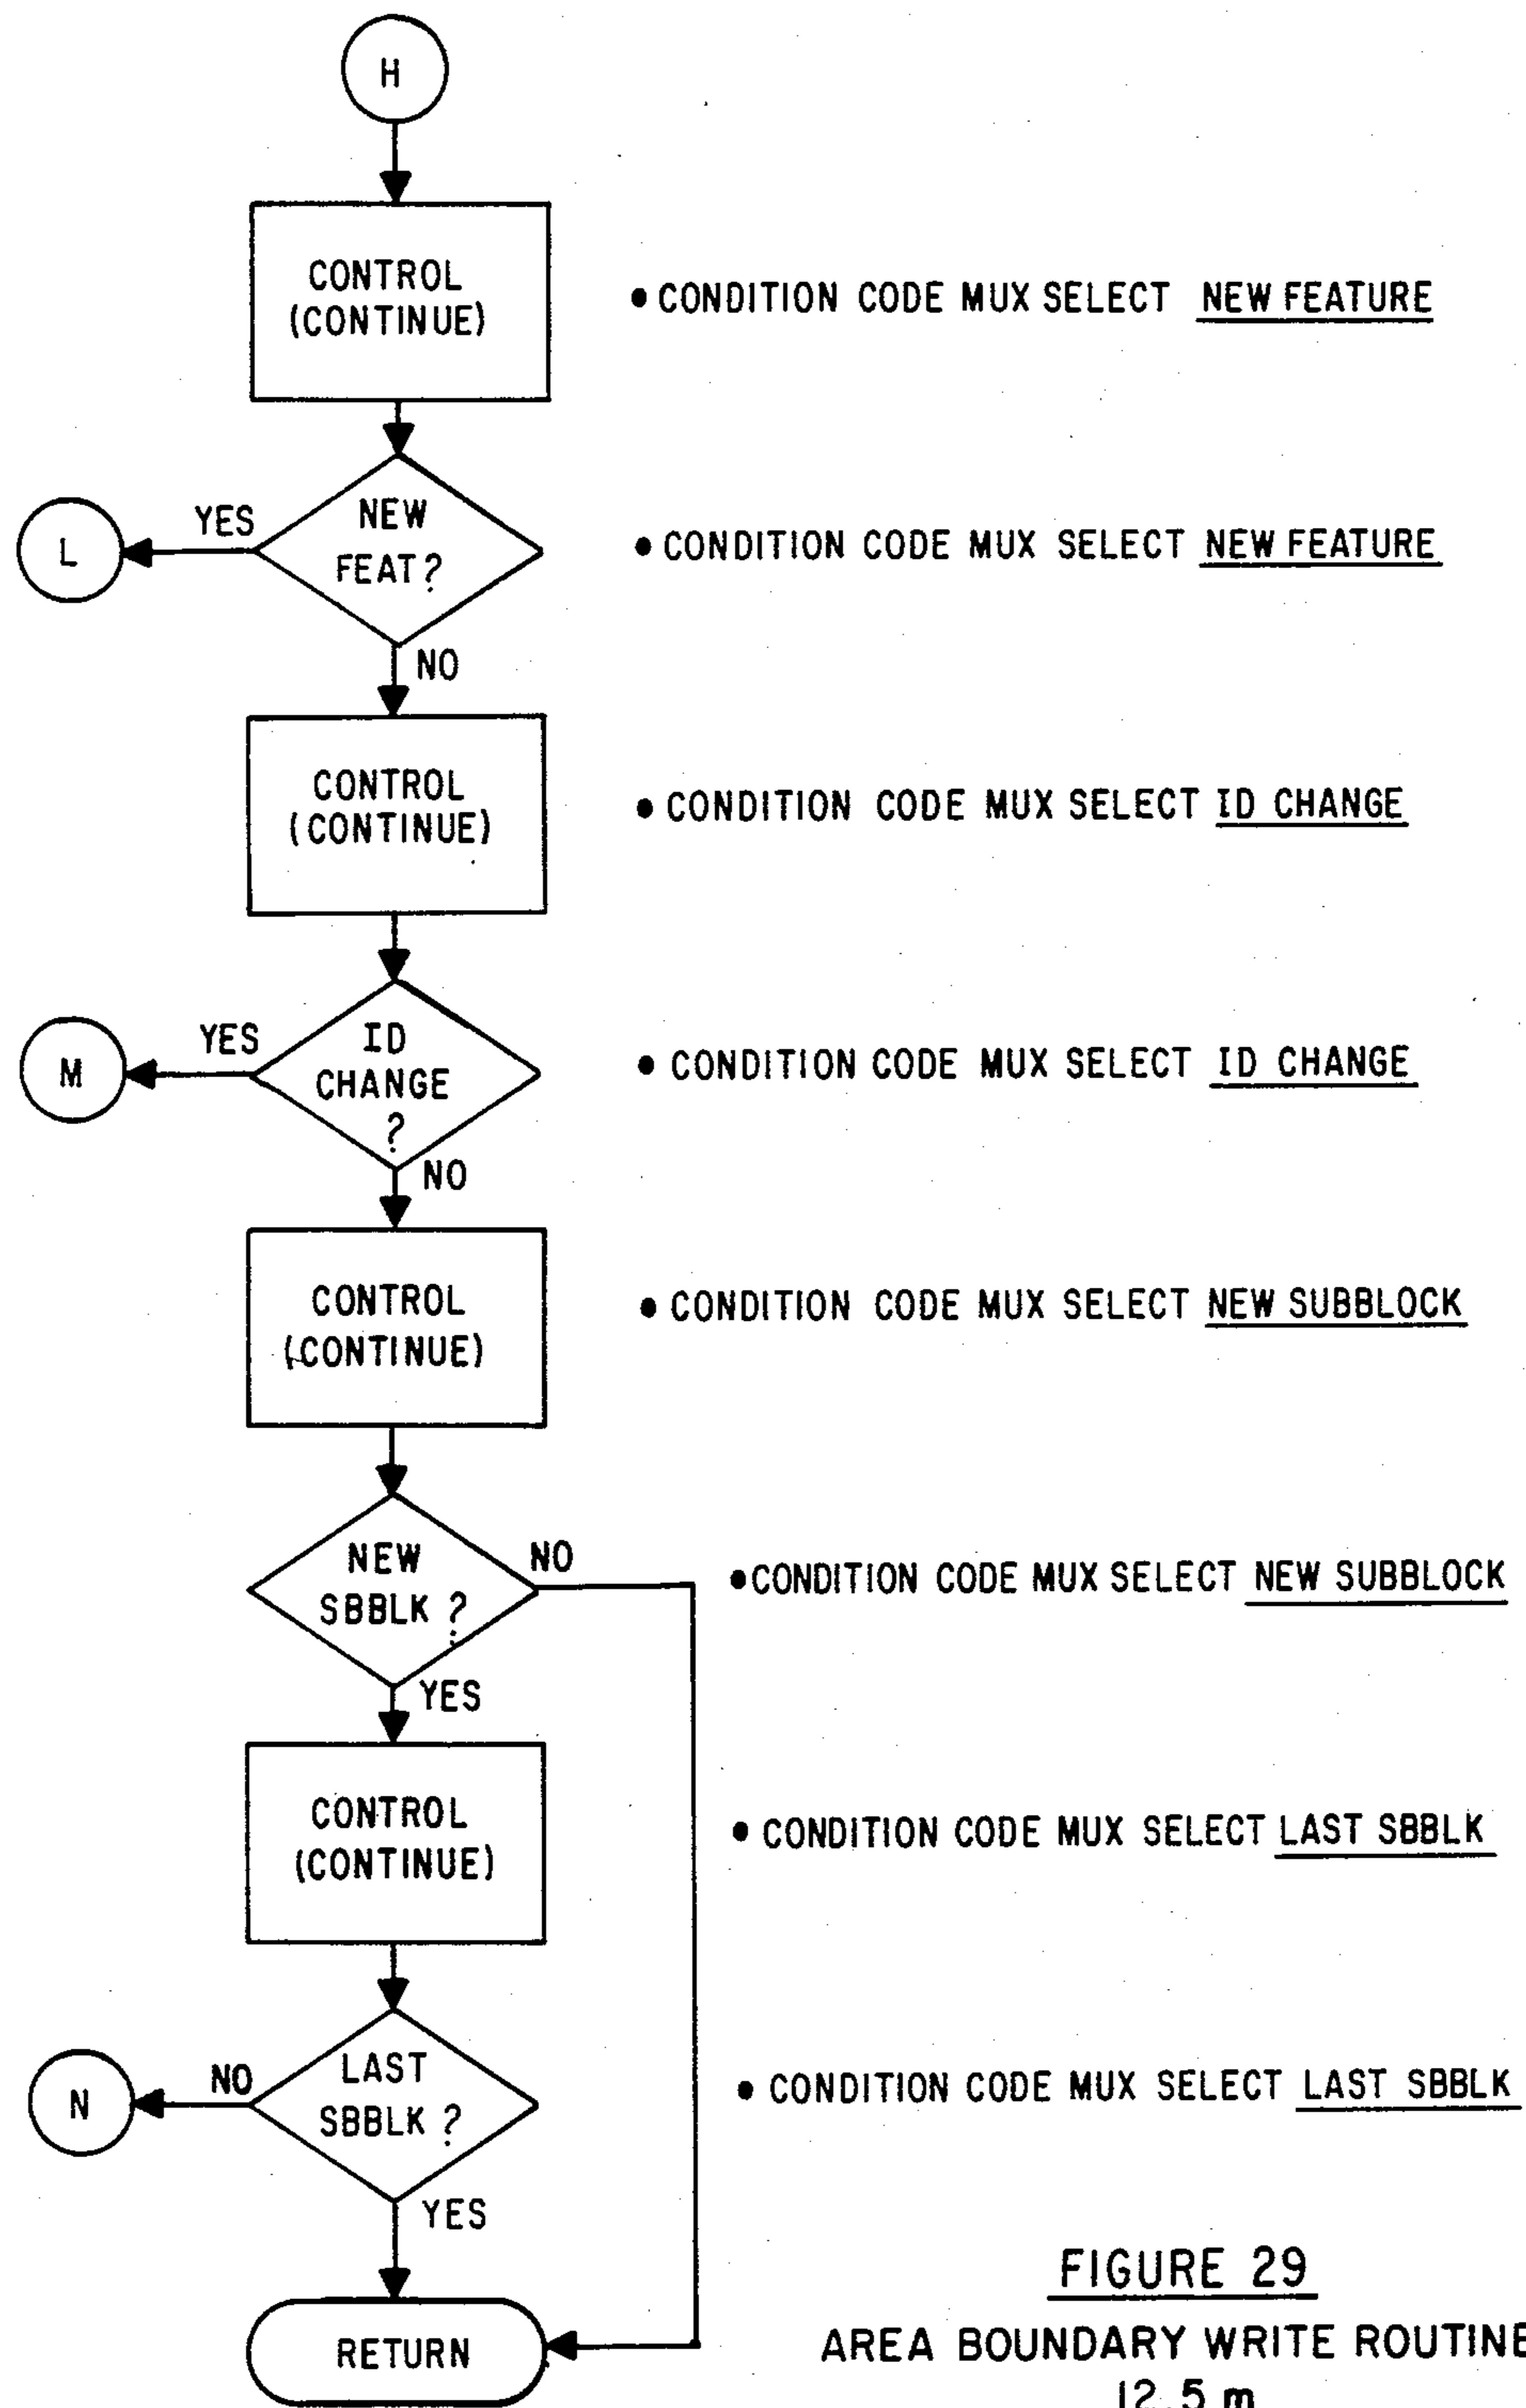 H
CONTROL
(CONTINUE)
• CONDITION CODE MUX SELECT NEW FEATURE
YES
NEW
FEAT?
L
• CONDITION CODE MUX SELECT NEW FEATURE
NO
CONTROL
(CONTINUE)
• CONDITION CODE MUX SELECT ID CHANGE
YES
ID
CHANGE
?
M
• CONDITION CODE MUX SELECT ID CHANGE
NO
CONTROL
(CONTINUE)
• CONDITION CODE MUX SELECT NEW SUBBLOCK
NEW
SBBLK ?
NO
• CONDITION CODE MUX SELECT NEW SUBBLOCK
YES
CONTROL
(CONTINUE)
• CONDITION CODE MUX SELECT LAST SBBLK
NO
LAST
SBBLK ?
N
• CONDITION CODE MUX SELECT LAST SBBLK
YES
RETURN
FIGURE 29
AREA BOUNDARY WRITE ROUTINE
12.5 m